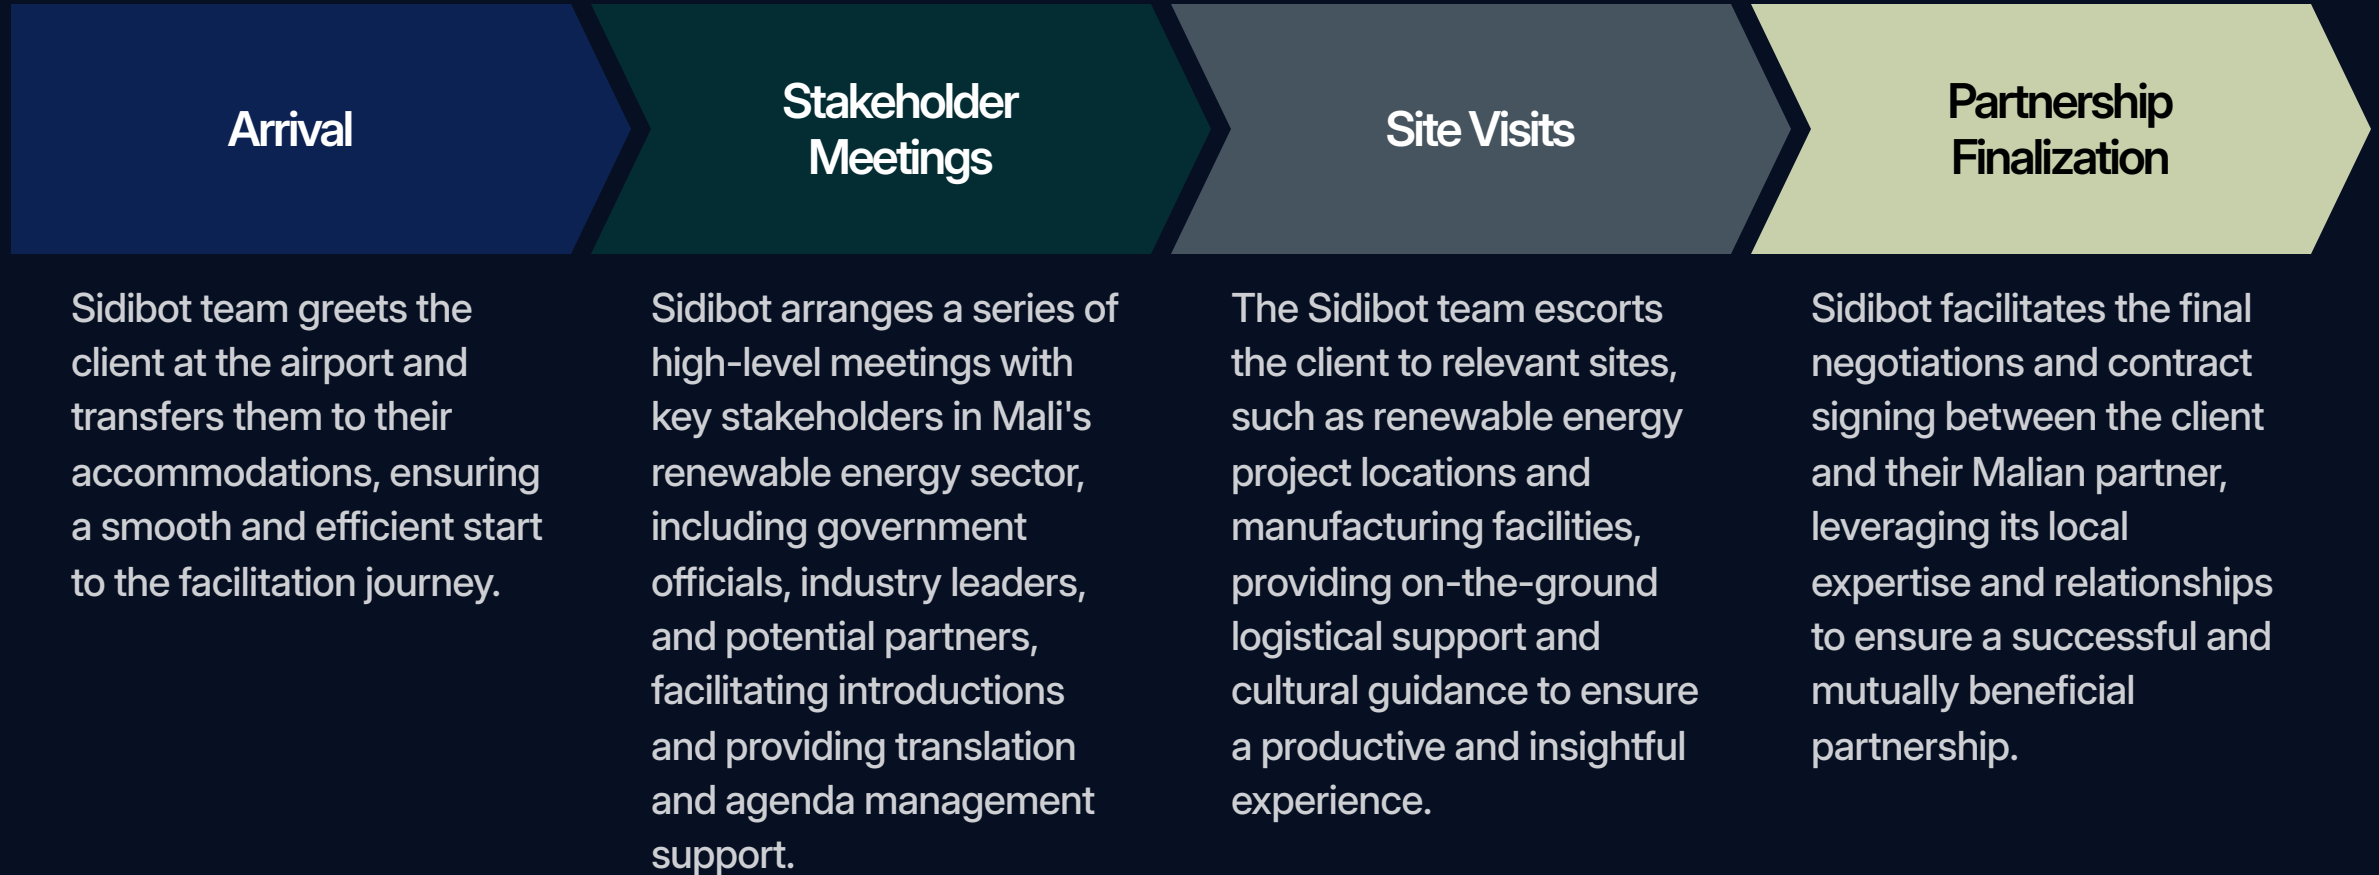 Arrival
Stakeholder
Meetings
Site Visits
Partnership
Finalization
Sidibot team greets the
client at the airport and
transfers them to their
accommodations, ensuring
a smooth and efficient start
to the facilitation journey.
Sidibot arranges a series of
high-level meetings with
key stakeholders in Mali's
renewable energy sector,
including government
officials, industry leaders,
and potential partners,
facilitating introductions
and providing translation
and agenda management
support.
The Sidibot team escorts
the client to relevant sites,
such as renewable energy
project locations and
manufacturing facilities,
providing on-the-ground
logistical support and
cultural guidance to ensure
a productive and insightful
experience.
Sidibot facilitates the final
negotiations and contract
signing between the client
and their Malian partner,
leveraging its local
expertise and relationships
to ensure a successful and
mutually beneficial
partnership.